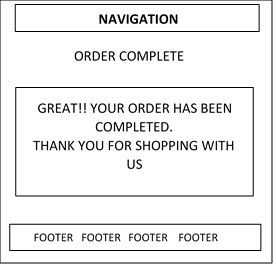 NAVIGATION
ORDER COMPLETE
GREAT!! YOUR ORDER HAS BEEN
COMPLETED.
THANK YOU FOR SHOPPING WITH
US
FOOTER FOOTER FOOTER FOOTER